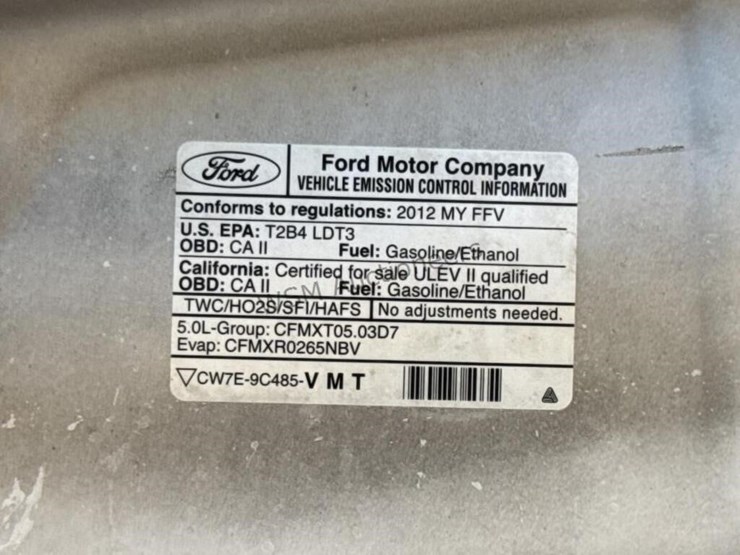 Ford
Ford Motor Company
VEHICLE EMISSION CONTROL INFORMATION
Conforms to regulations: 2012 MY FFV
U.S. EPA: T2B4 LDT3
OBD: CA II Fuel: Gasoline/Ethanol
California: Certified for sale ULEV II qualified
OBD: CA II Fuel: Gasoline/Ethanol
TWC/HO2S/SFI/HAFS No adjustments needed.
5.0L-Group: CFMXT05.03D7
Evap: CFMXR0265NBV
CW7E-9C485-V M T